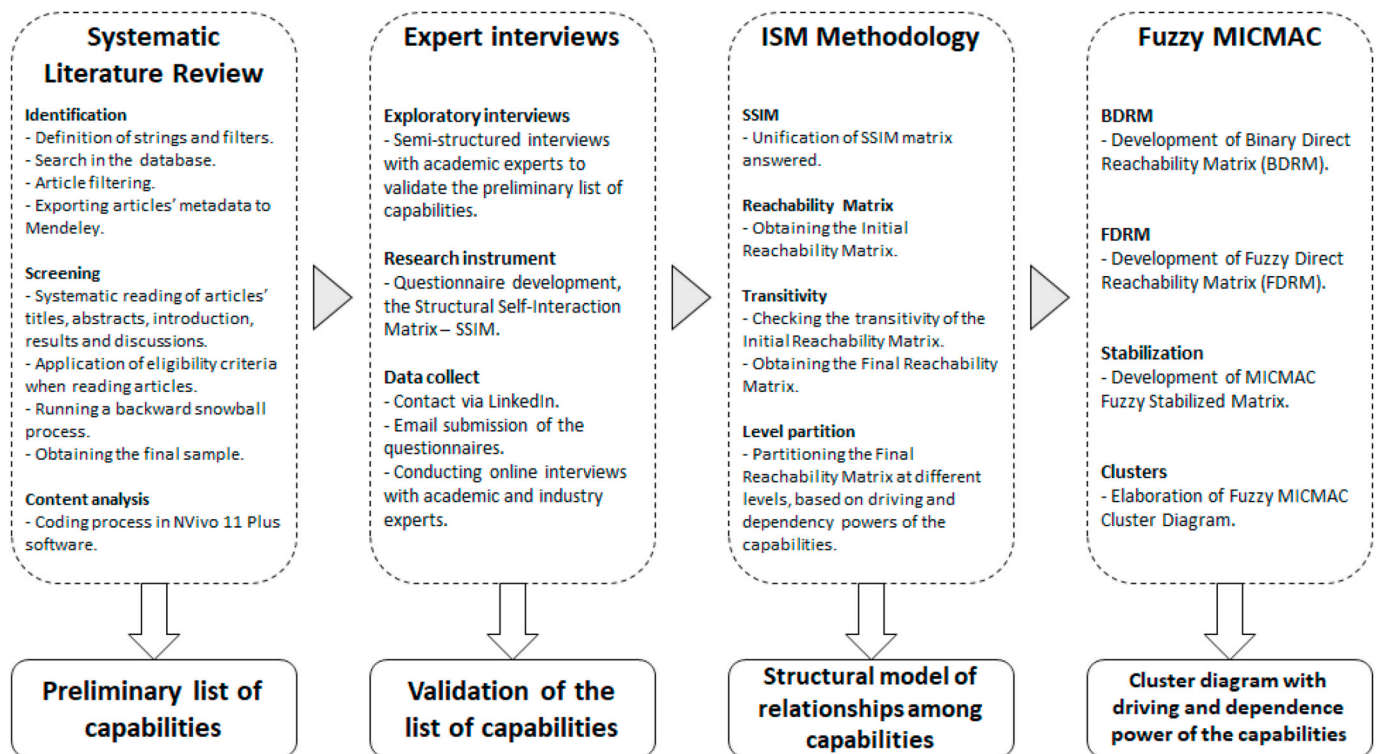 Systematic
Literature Review
Identification
- Definition of strings and filters.
- Search in the database.
- Article filtering.
- Exporting articles' metadata to
Mendeley.
Screening
- Systematic reading of articles'
titles, abstracts, introduction,
results and discussions.
- Application of eligibility criteria
when reading articles.
- Running a backward snowball
process.
- Obtaining the final sample.
Content analysis
- Coding process in NVivo 11 Plus
software.
Preliminary list of
capabilities
Expert interviews
Exploratory interviews
- Semi-structured interviews
with academic experts to
validate the preliminary list of
capabilities.
Research instrument
- Questionnaire development,
the Structural Self-Interaction
Matrix – SSIM.
Data collect
- Contact via LinkedIn.
- Email submission of the
questionnaires.
- Conducting online interviews
with academic and industry
experts.
Validation of the
list of capabilities
ISM Methodology
SSIM
- Unification of SSIM matrix
answered.
Reachability Matrix
- Obtaining the Initial
Reachability Matrix.
Transitivity
- Checking the transitivity of the
Initial Reachability Matrix.
- Obtaining the Final Reachability
Matrix.
Level partition
- Partitioning the Final
Reachability Matrix at different
levels, based on driving and
dependency powers of the
capabilities.
Structural model of
relationships among
capabilities
Fuzzy MICMAC
BDRM
- Development of Binary Direct
Reachability Matrix (BDRM).
FDRM
- Development of Fuzzy Direct
Reachability Matrix (FDRM).
Stabilization
- Development of MICMAC
Fuzzy Stabilized Matrix.
Clusters
- Elaboration of Fuzzy MICMAC
Cluster Diagram.
Cluster diagram with
driving and dependence
power of the capabilities